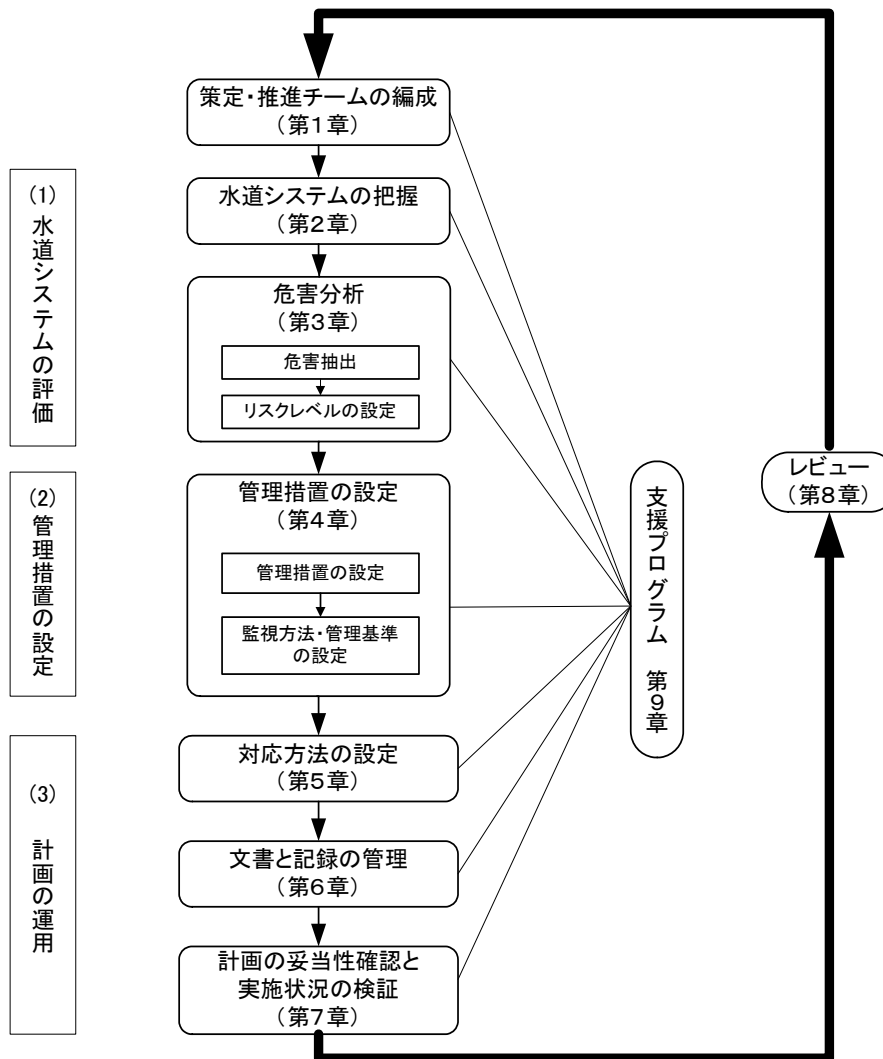 策定・推進チームの編成
（第１章）
(1)
水道システムの評価
水道システムの把握
（第２章）
危害分析
（第３章）
危害抽出
リスクレベルの設定
(2)
管理措置の設定
管理措置の設定
（第４章）
管理措置の設定
監視方法・管理基準
の設定
(3)
計画の運用
対応方法の設定
（第５章）
文書と記録の管理
（第６章）
計画の妥当性確認と
実施状況の検証
（第７章）
支援プログラム　第９章
レビュー
（第８章）